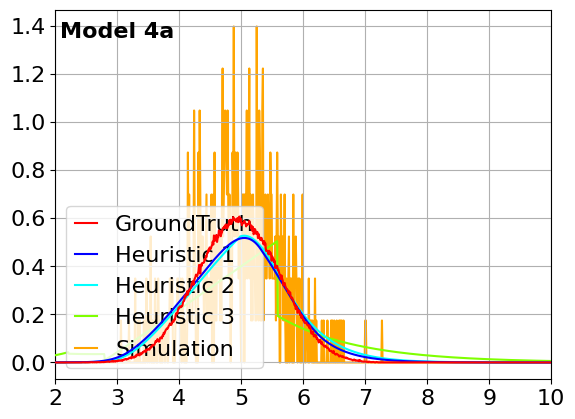 Model 4a
1.4
1.2
1.0
0.8
0.6
0.4
0.2
0.0
GroundTruth
Heuristic 1
Heuristic 2
Heuristic 3
Simulation
2 3 4 5 6 7 8 9 10